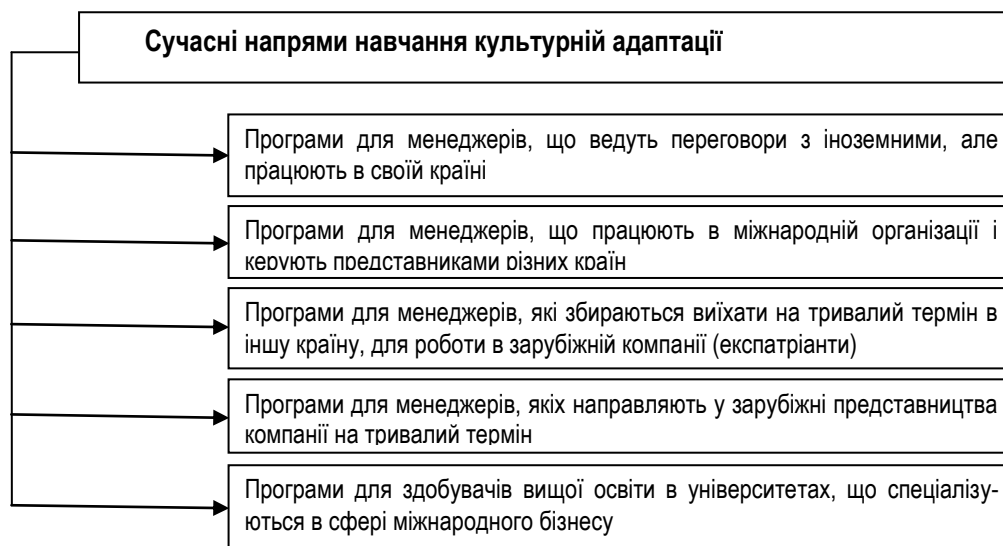 Сучасні напрями навчання культурній адаптації
Програми для менеджерів, що ведуть переговори з іноземними, але
працюють в своїй країні
Програми для менеджерів, що працюють в міжнародній організації і
керують представниками різних країн
Програми для менеджерів, які збираються виїхати на тривалий термін в
іншу країну, для роботи в зарубіжній компанії (експатріанти)
Програми для менеджерів, якіх направляють у зарубіжні представництва
компанії на тривалий термін
Програми для здобувачів вищої освіти в університетах, що спеціалізу-
ються в сфері міжнародного бізнесу